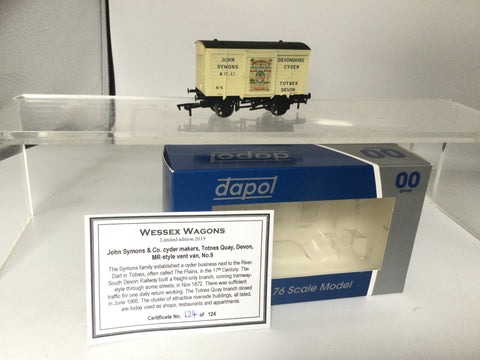 JOHN
SYMONS
& Co. Ltd
No 5
DEVONSHIRE
CYDER
TOTNES
DEVON
dapol
dapol
00
gauge
76 Scale Model
WESSEX WAGONS
Limited edition 2019
John Symons & Co. cyder makers, Totnes Quay, Devon,
MR-style vent van, No.9
The Symons family established a cyder business next to the River
Dart in Totnes, often called The Plains, in the 17th Century. The
South Devon Railway built a freight-only branch, running tramway-
style through some streets, in Nov 1872. There was sufficient
traffic for one daily return working. The Totnes Quay branch closed
in June 1965. The cluster of attractive riverside buildings, all listed,
are today used as shops, restaurants and appartments.
Certificate No. 124 of 124